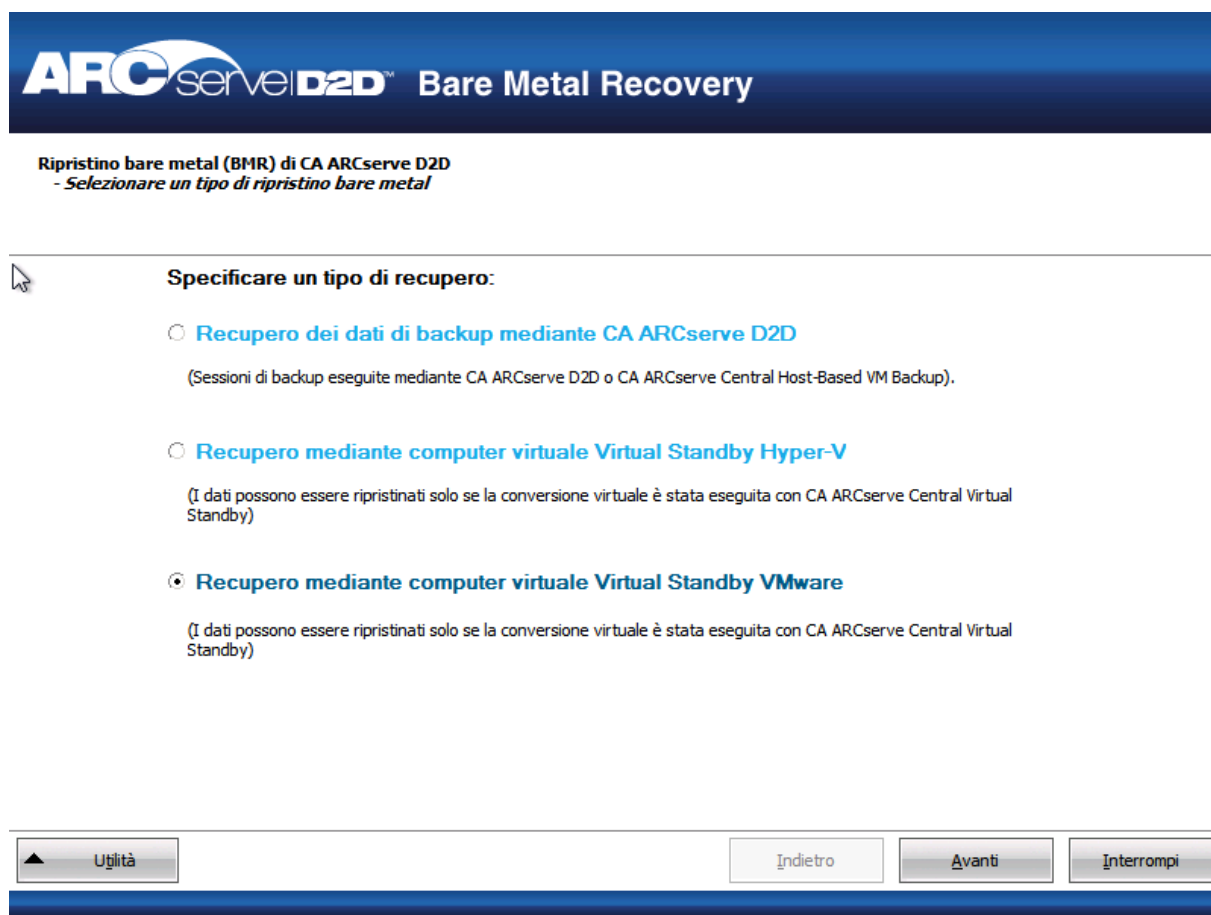 ARCserve D2D™ Bare Metal Recovery
Ripristino bare metal (BMR) di CA ARCserve D2D
- Selezionare un tipo di ripristino bare metal
Specificare un tipo di recupero:
Recupero dei dati di backup mediante CA ARCserve D2D
(Sessioni di backup eseguite mediante CA ARCserve D2D o CA ARCserve Central Host-Based VM Backup).
Recupero mediante computer virtuale Virtual Standby Hyper-V
(I dati possono essere ripristinati solo se la conversione virtuale è stata eseguita con CA ARCserve Central Virtual
Standby)
Recupero mediante computer virtuale Virtual Standby VMware
(I dati possono essere ripristinati solo se la conversione virtuale è stata eseguita con CA ARCserve Central Virtual
Standby)
Utilità Indietro Avanti Interrompi